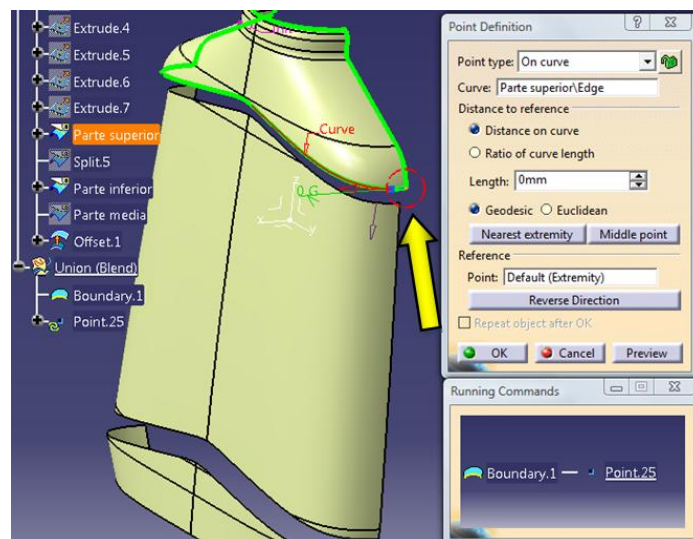 Extrude.4
Extrude.5
Extrude.6
Extrude.7
Parte superior
Split.5
Parte inferior
Parte media
Offset.1
Union (Blend)
Boundary.1
Point.25
Curve
Point Definition
Point type: On curve
Curve: Parte superior\Edge
Distance to reference
Distance on curve
Ratio of curve length
Length: 0mm
Geodesic Euclidean
Nearest extremity Middle point
Reference
Point: Default (Extremity)
Reverse Direction
Repeat object after OK
OK Cancel Preview
Running Commands
Boundary.1 Point.25